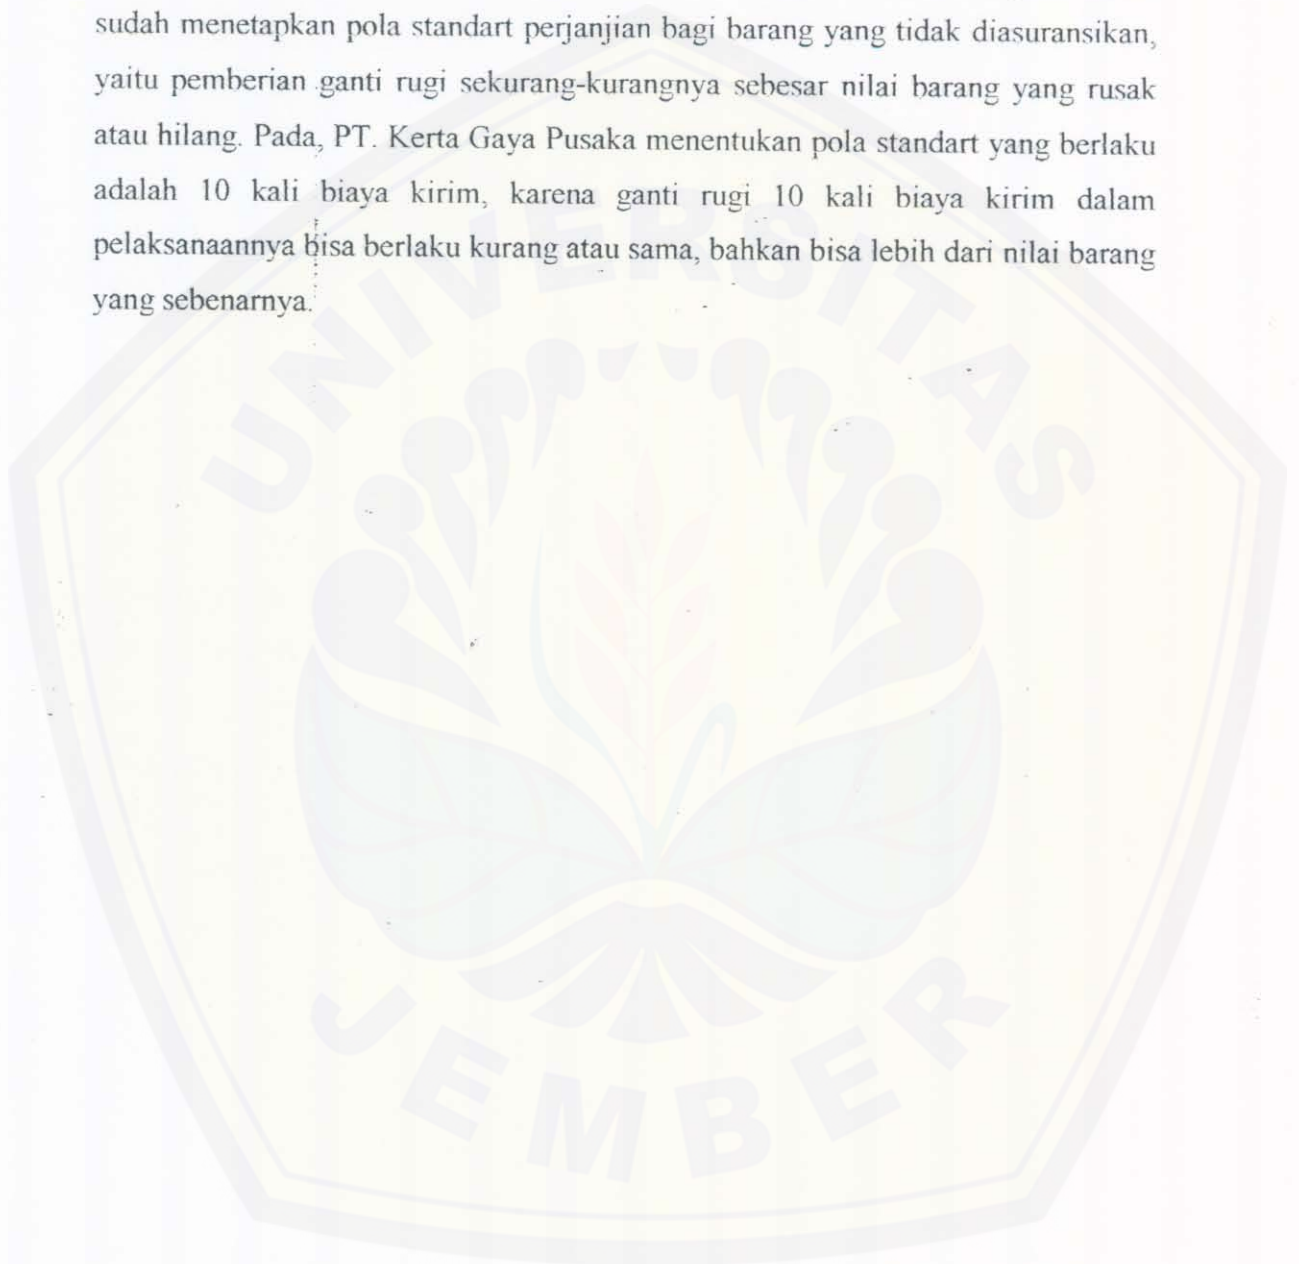 sudah menetapkan pola standart perjanjian bagi barang yang tidak diasuransikan,
yaitu pemberian ganti rugi sekurang-kurangnya sebesar nilai barang yang rusak
atau hilang. Pada, PT. Kerta Gaya Pusaka menentukan pola standart yang berlaku
adalah 10 kali biaya kirim, karena ganti rugi 10 kali biaya kirim dalam
pelaksanaannya bisa berlaku kurang atau sama, bahkan bisa lebih dari nilai barang
yang sebenarnya.
UNIVERSITAS
JEMBER